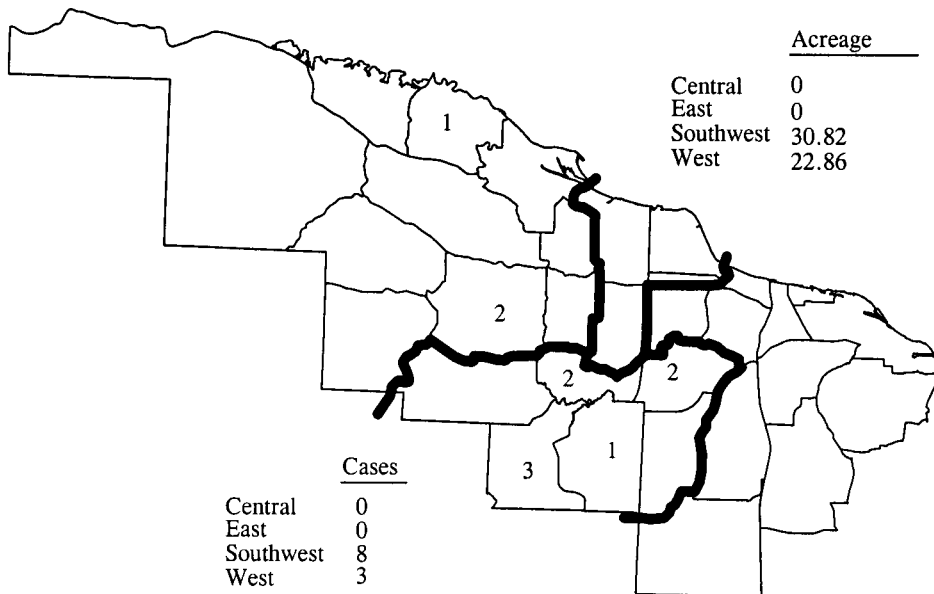 Acreage
Central 0
East 0
Southwest 30.82
West 22.86
1
2
2
2
3
1
Cases
Central 0
East 0
Southwest 8
West 3